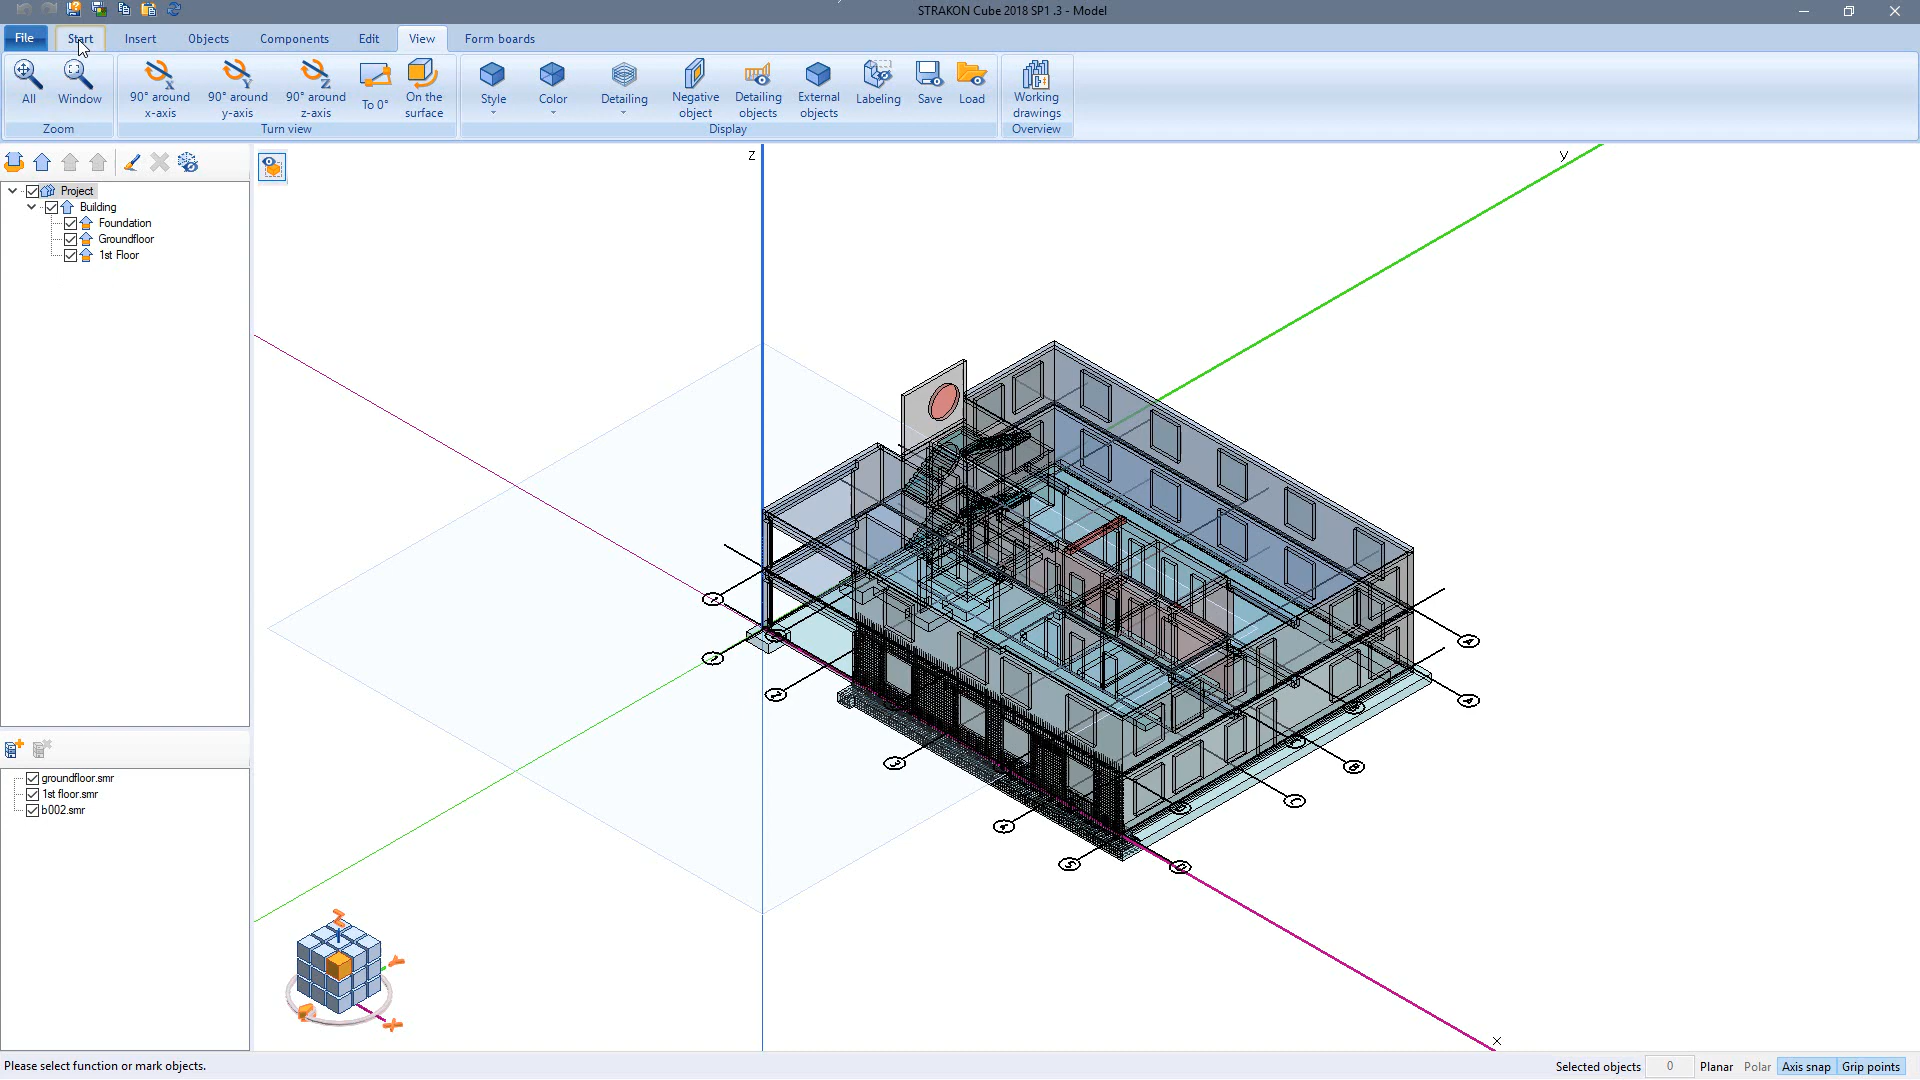 STRAKON Cube 2018 SP1 .3 - Model
File Start Insert Objects Components Edit View Form boards
All Window
Zoom
90° around x-axis
90° around y-axis
90° around z-axis
To 0°
On the surface
Turn view
Style Color Detailing
Negative object
Detailing objects
External objects
Labeling Save Load
Display
Working drawings
Overview
Project
Building
Foundation
Groundfloor
1st Floor
groundfloor.smr
1st floor.smr
b002.smr
z
y
x
Please select function or mark objects.
Selected objects 0 Planar Polar Axis snap Grip points